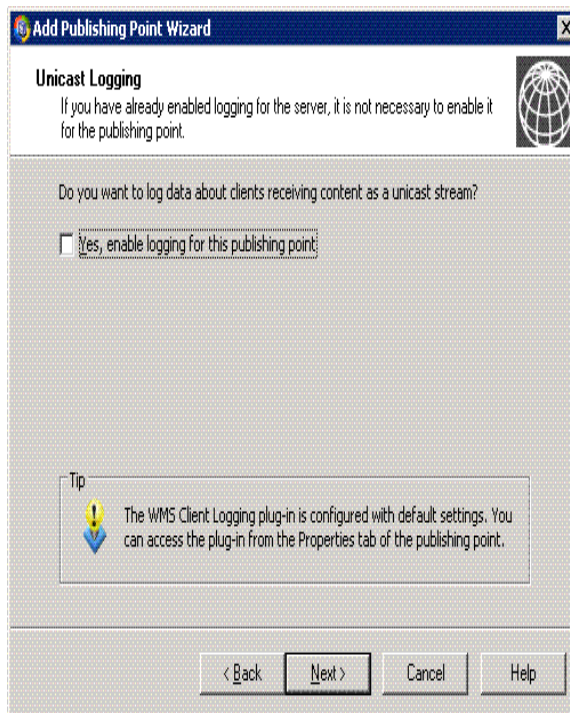 Add Publishing Point Wizard
Unicast Logging
If you have already enabled logging for the server, it is not necessary to enable it
for the publishing point.
Do you want to log data about clients receiving content as a unicast stream?
Yes, enable logging for this publishing point
Tip
The WMS Client Logging plug-in is configured with default settings. You
can access the plug-in from the Properties tab of the publishing point.
< Back
Next >
Cancel
Help